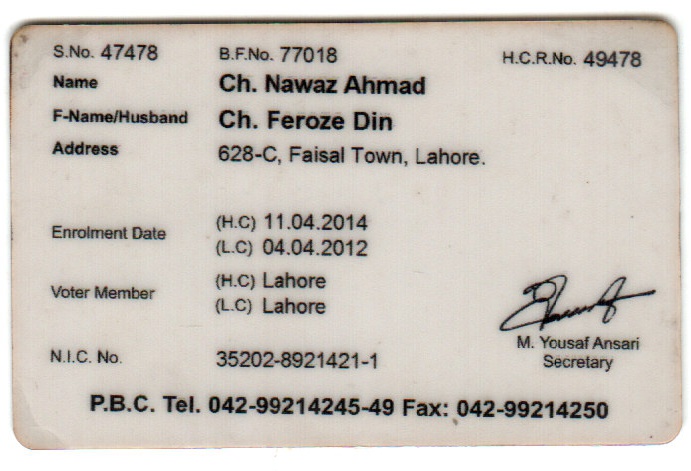 S.No. 47478 B.F.No. 77018 H.C.R.No. 49478
Name Ch. Nawaz Ahmad
F-Name/Husband Ch. Feroze Din
Address 628-C, Faisal Town, Lahore.
Enrolment Date (H.C) 11.04.2014
(L.C) 04.04.2012
Voter Member (H.C) Lahore
(L.C) Lahore
M. Yousaf Ansari
Secretary
N.I.C. No. 35202-8921421-1
P.B.C. Tel. 042-99214245-49 Fax: 042-99214250